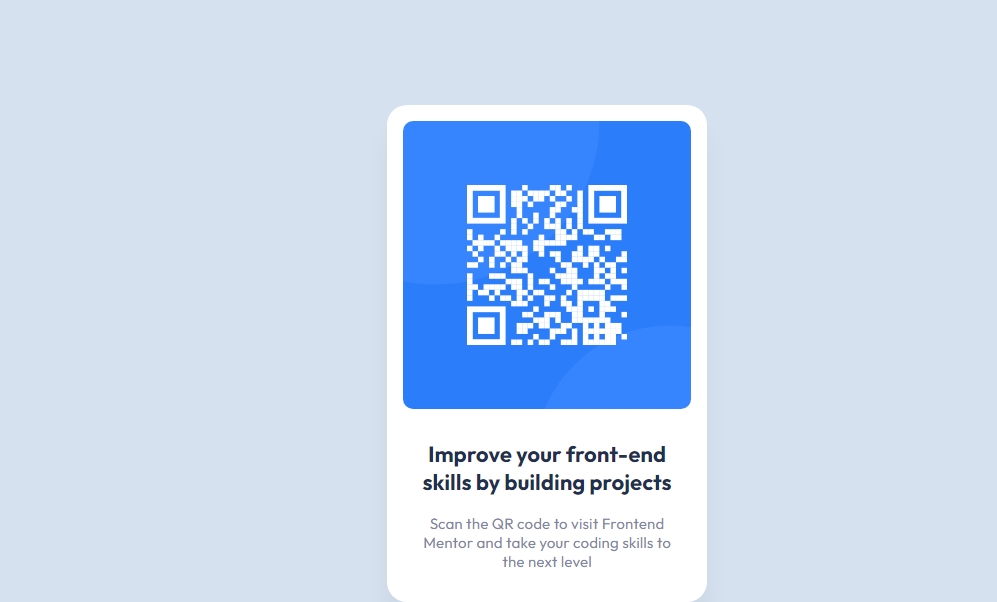 Improve your front-end
skills by building projects
Scan the QR code to visit Frontend
Mentor and take your coding skills to
the next level